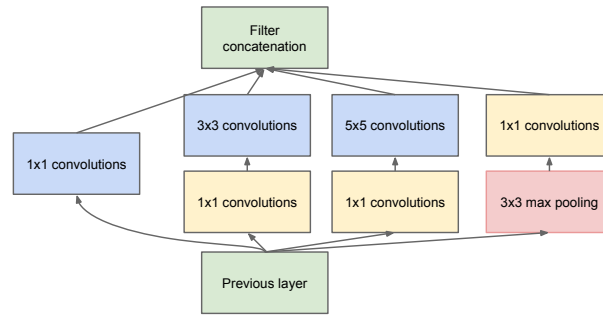 Filter
concatenation
3x3 convolutions
5x5 convolutions
1x1 convolutions
1x1 convolutions
1x1 convolutions
1x1 convolutions
3x3 max pooling
Previous layer